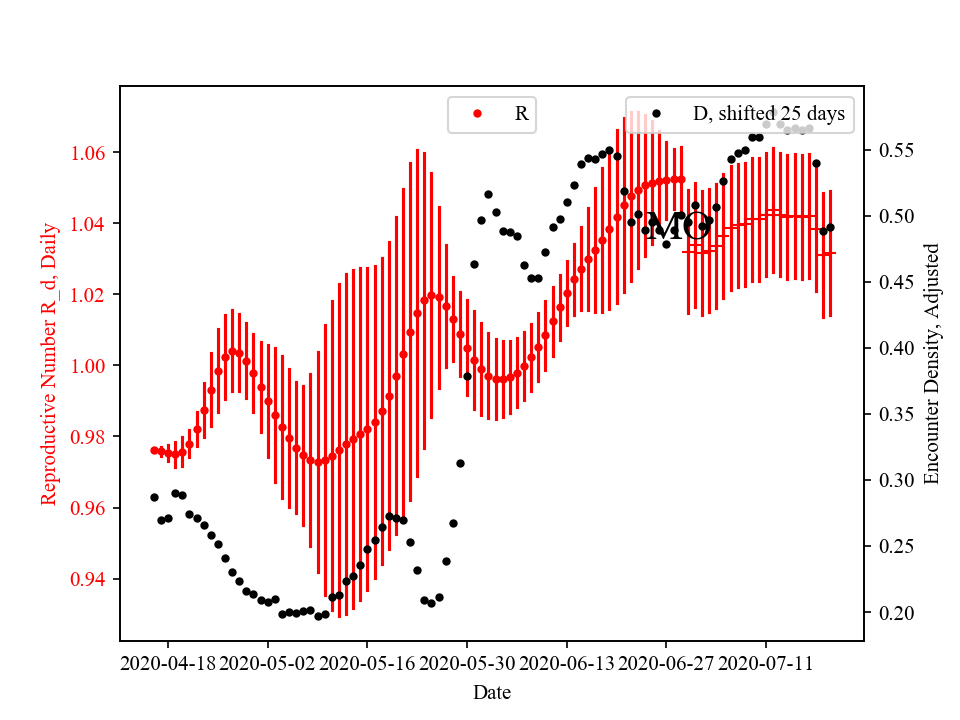 R
D, shifted 25 days
1.06
1.04
1.02
1.00
0.98
0.96
0.94
Reproductive Number R_d, Daily
MO
0.55
0.50
0.45
0.40
0.35
0.30
0.25
0.20
Encounter Density, Adjusted
2020-04-18 2020-05-02 2020-05-16 2020-05-30 2020-06-13 2020-06-27 2020-07-11
Date